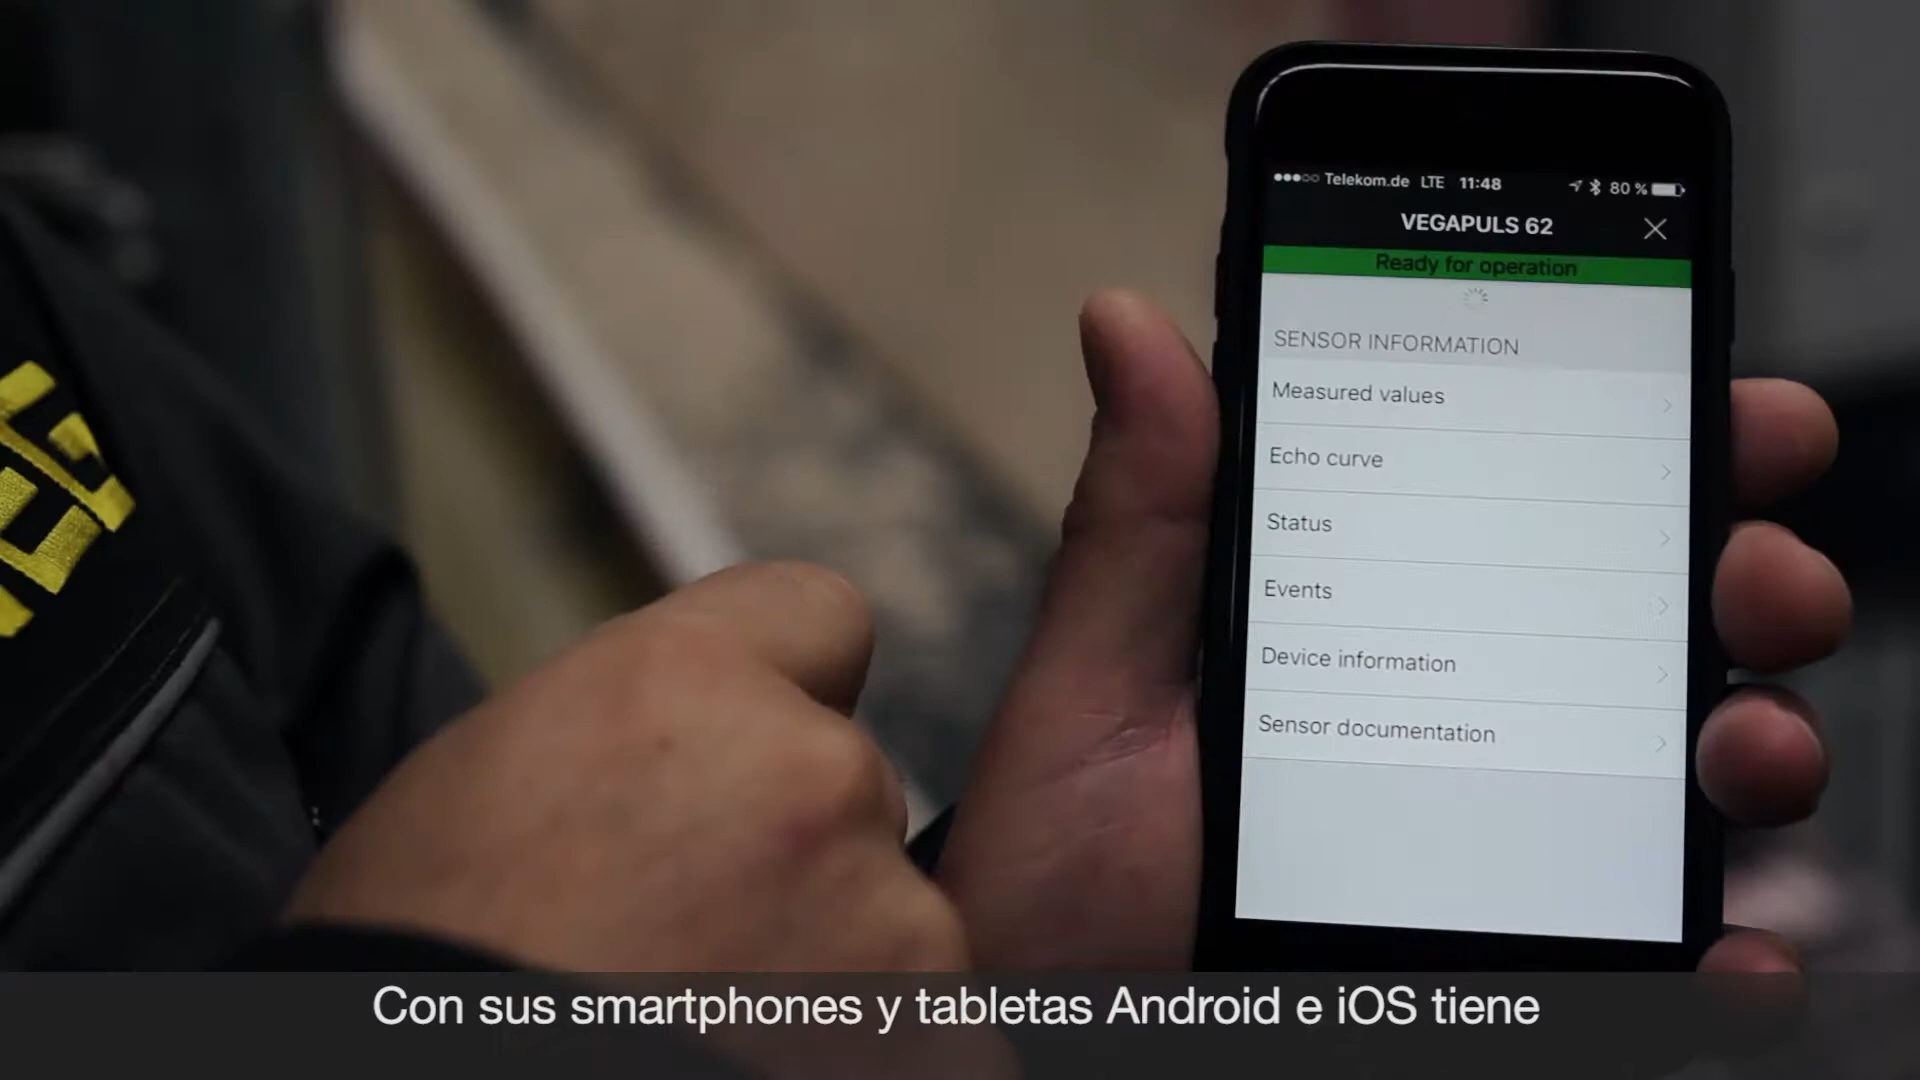 Telekom.de LTE 11:48 80 %
VEGAPULS 62
Ready for operation
SENSOR INFORMATION
Measured values
Echo curve
Status
Events
Device information
Sensor documentation
Con sus smartphones y tabletas Android e iOS tiene